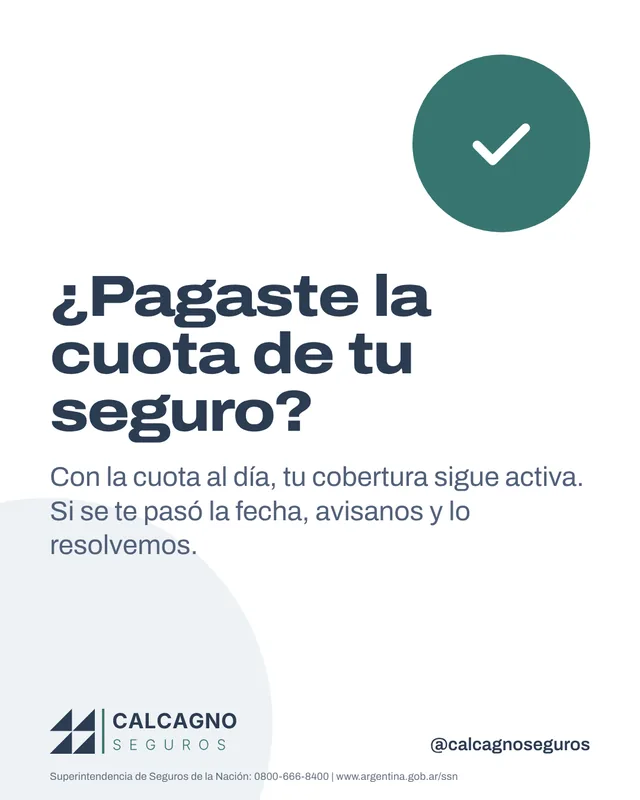 ¿Pagaste la
cuota de tu
seguro?
Con la cuota al día, tu cobertura sigue activa.
Si se te pasó la fecha, avisanos y lo
resolvemos.
CALCAGNO
SEGUROS
@calcagnoseguros
Superintendencia de Seguros de la Nación: 0800-666-8400 | www.argentina.gob.ar/ssn